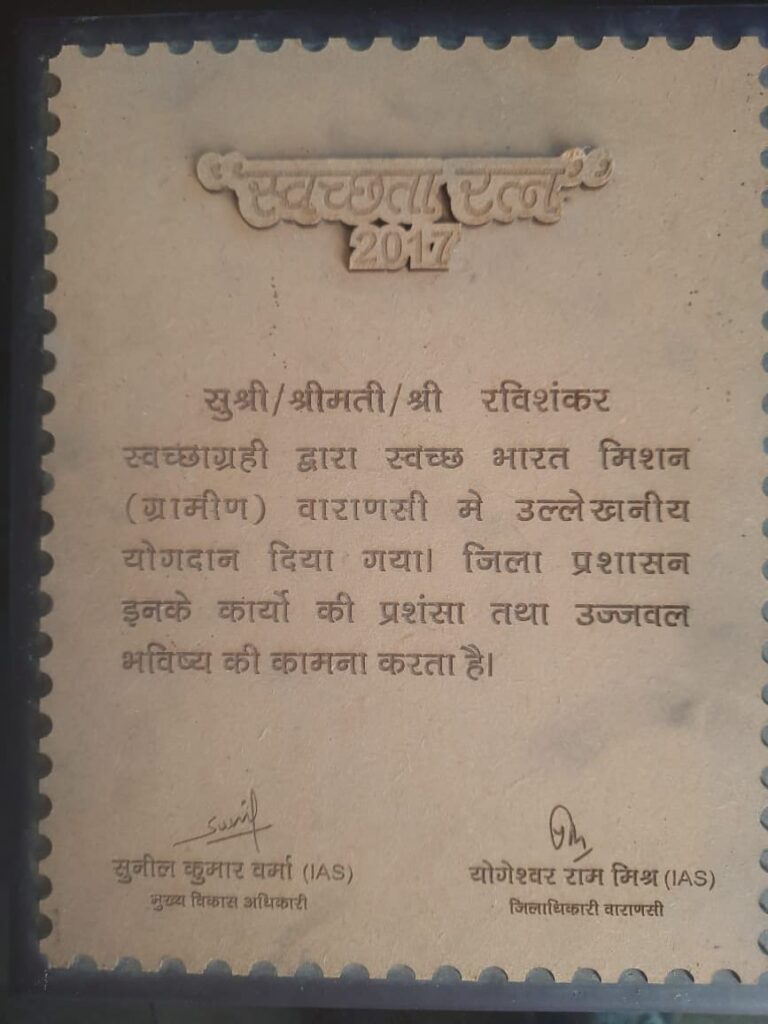 “स्वच्छता रत्न”
2017
सुश्री/श्रीमती/श्री रविशंकर
स्वच्छाग्रही द्वारा स्वच्छ भारत मिशन
(ग्रामीण) वाराणसी मे उल्लेखनीय
योगदान दिया गया। जिला प्रशासन
इनके कार्यो की प्रशंसा तथा उज्जवल
भविष्य की कामना करता है।
sunil
सुनील कुमार वर्मा (IAS)
मुख्य विकास अधिकारी
योगेश्वर राम मिश्र (IAS)
जिलाधिकारी वाराणसी